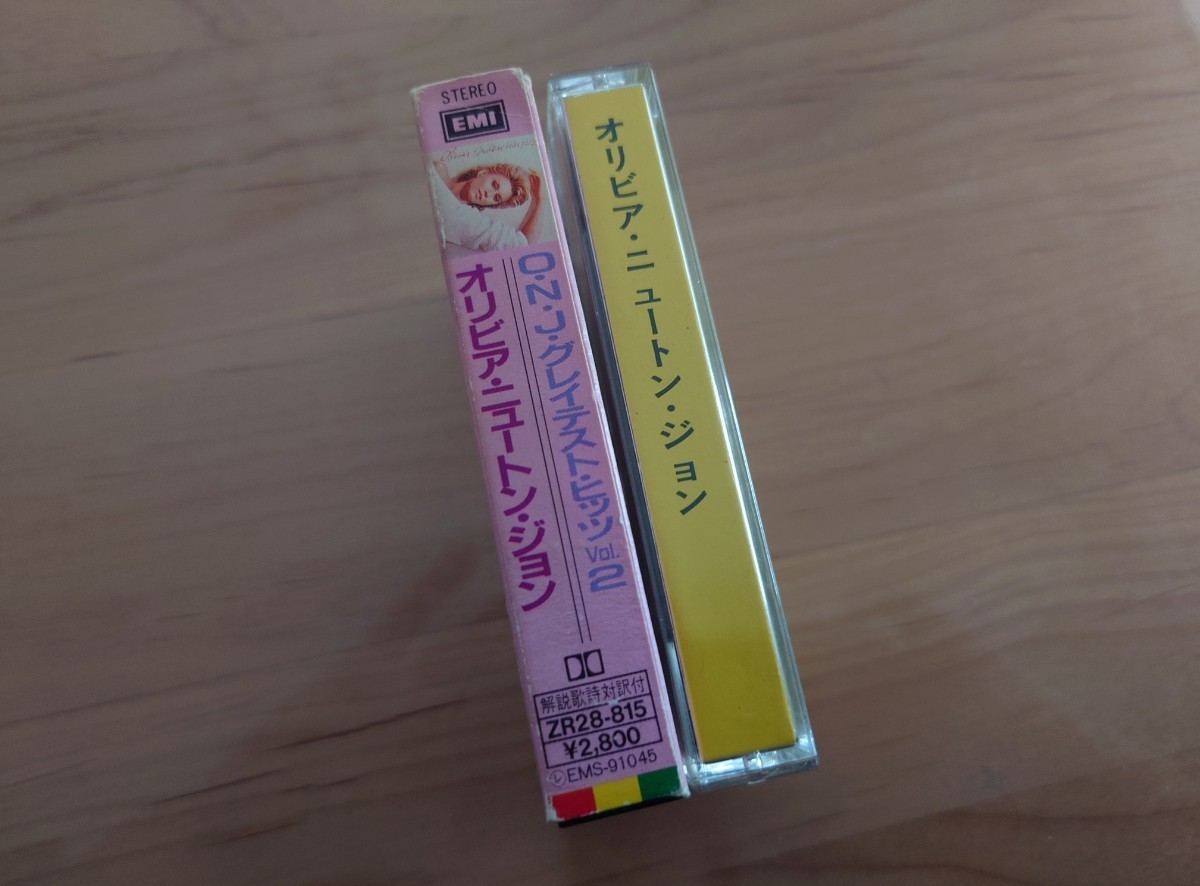 STEREO
EMI
O・N・J・グレイテスト・ヒッツ Vol. 2
オリビア・ニュートン・ジョン
解説歌詩対訳付
ZR28-815
¥2,800
Ⓛ EMS-91045
オリビア・ニュートン・ジョン